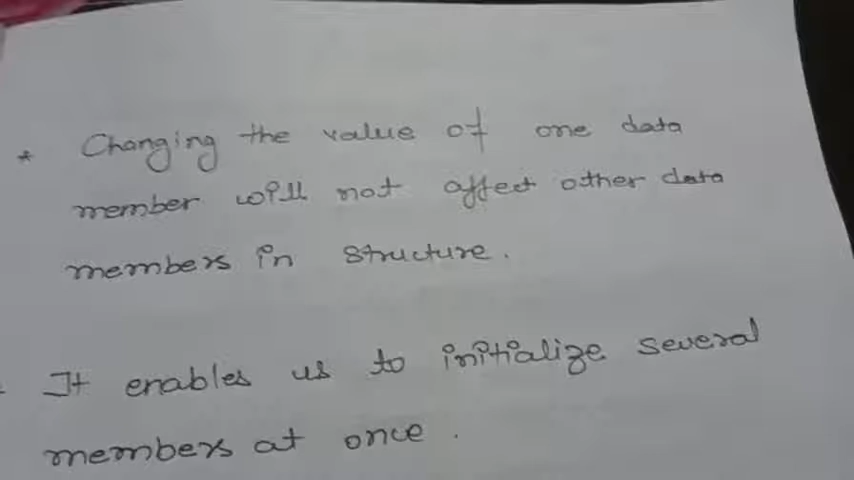 * Changing the value of one data
member will not affect other data
members in structure.
It enables us to initialize several
members at once.